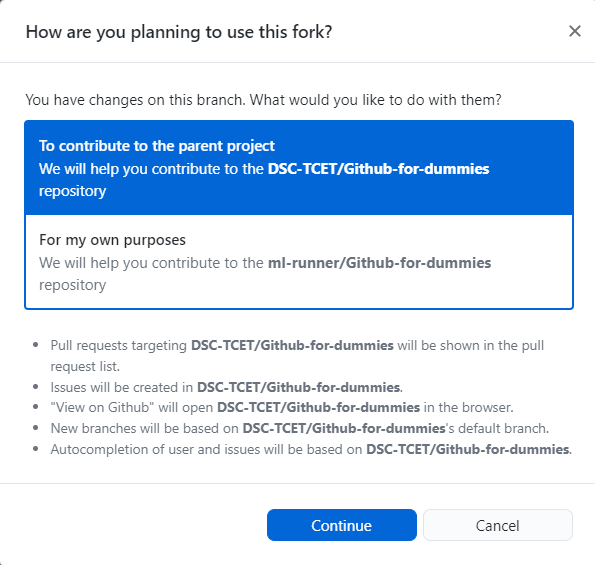 How are you planning to use this fork?
You have changes on this branch. What would you like to do with them?
To contribute to the parent project
We will help you contribute to the DSC-TCET/Github-for-dummies
repository
For my own purposes
We will help you contribute to the ml-runner/Github-for-dummies
repository
• Pull requests targeting DSC-TCET/Github-for-dummies will be shown in the pull
request list.
• Issues will be created in DSC-TCET/Github-for-dummies.
• "View on Github" will open DSC-TCET/Github-for-dummies in the browser.
• New branches will be based on DSC-TCET/Github-for-dummies's default branch.
• Autocompletion of user and issues will be based on DSC-TCET/Github-for-dummies.
Continue
Cancel